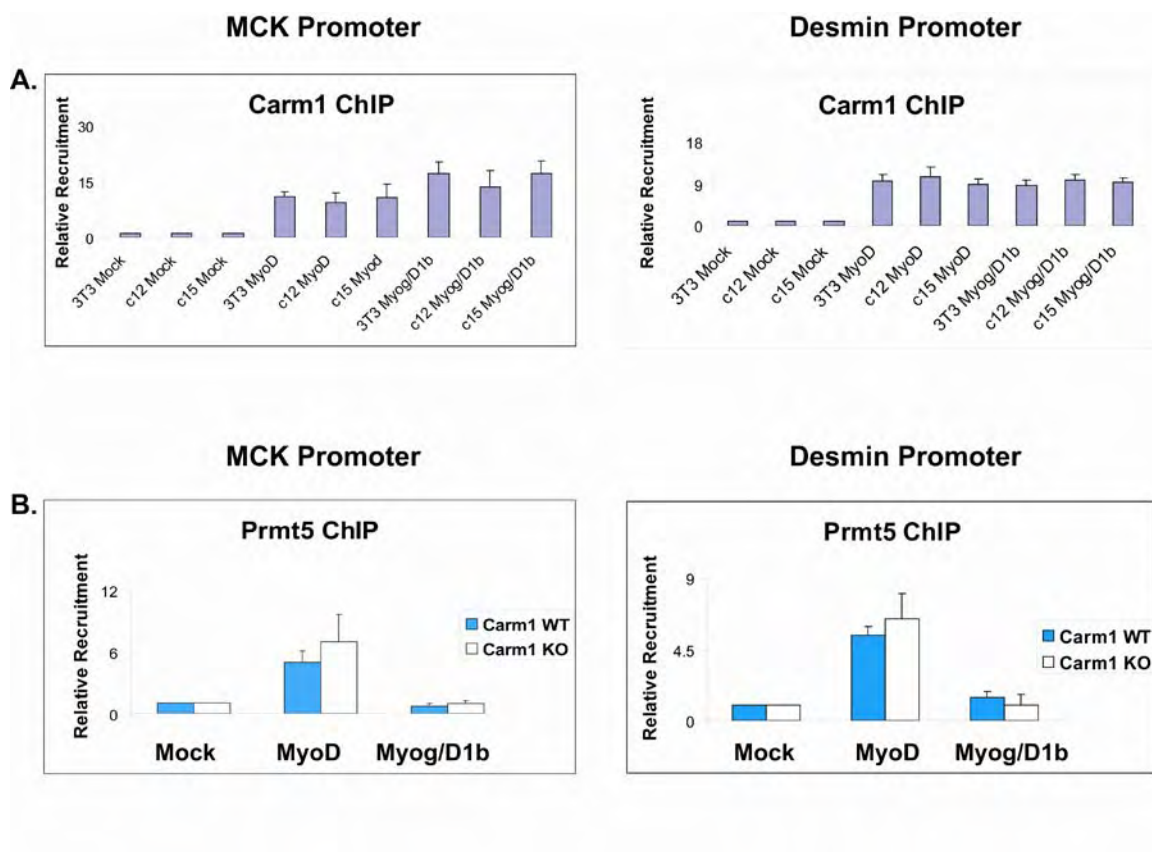 MCK Promoter
Desmin Promoter
A.
Carm1 ChIP
Relative Recruitment
30
15
0
3T3 Mock
c12 Mock
c15 Mock
3T3 MyoD
c12 MyoD
c15 Myod
3T3 Myog/D1b
c12 Myog/D1b
c15 Myog/D1b
Carm1 ChIP
Relative Recruitment
18
9
0
3T3 Mock
c12 Mock
c15 Mock
3T3 MyoD
c12 MyoD
c15 MyoD
3T3 Myog/D1b
c12 Myog/D1b
c15 Myog/D1b
MCK Promoter
Desmin Promoter
B.
Prmt5 ChIP
Relative Recruitment
12
6
0
Carm1 WT
Carm1 KO
Mock
MyoD
Myog/D1b
Prmt5 ChIP
Relative Recruitment
9
4.5
0
Carm1 WT
Carm1 KO
Mock
MyoD
Myog/D1b